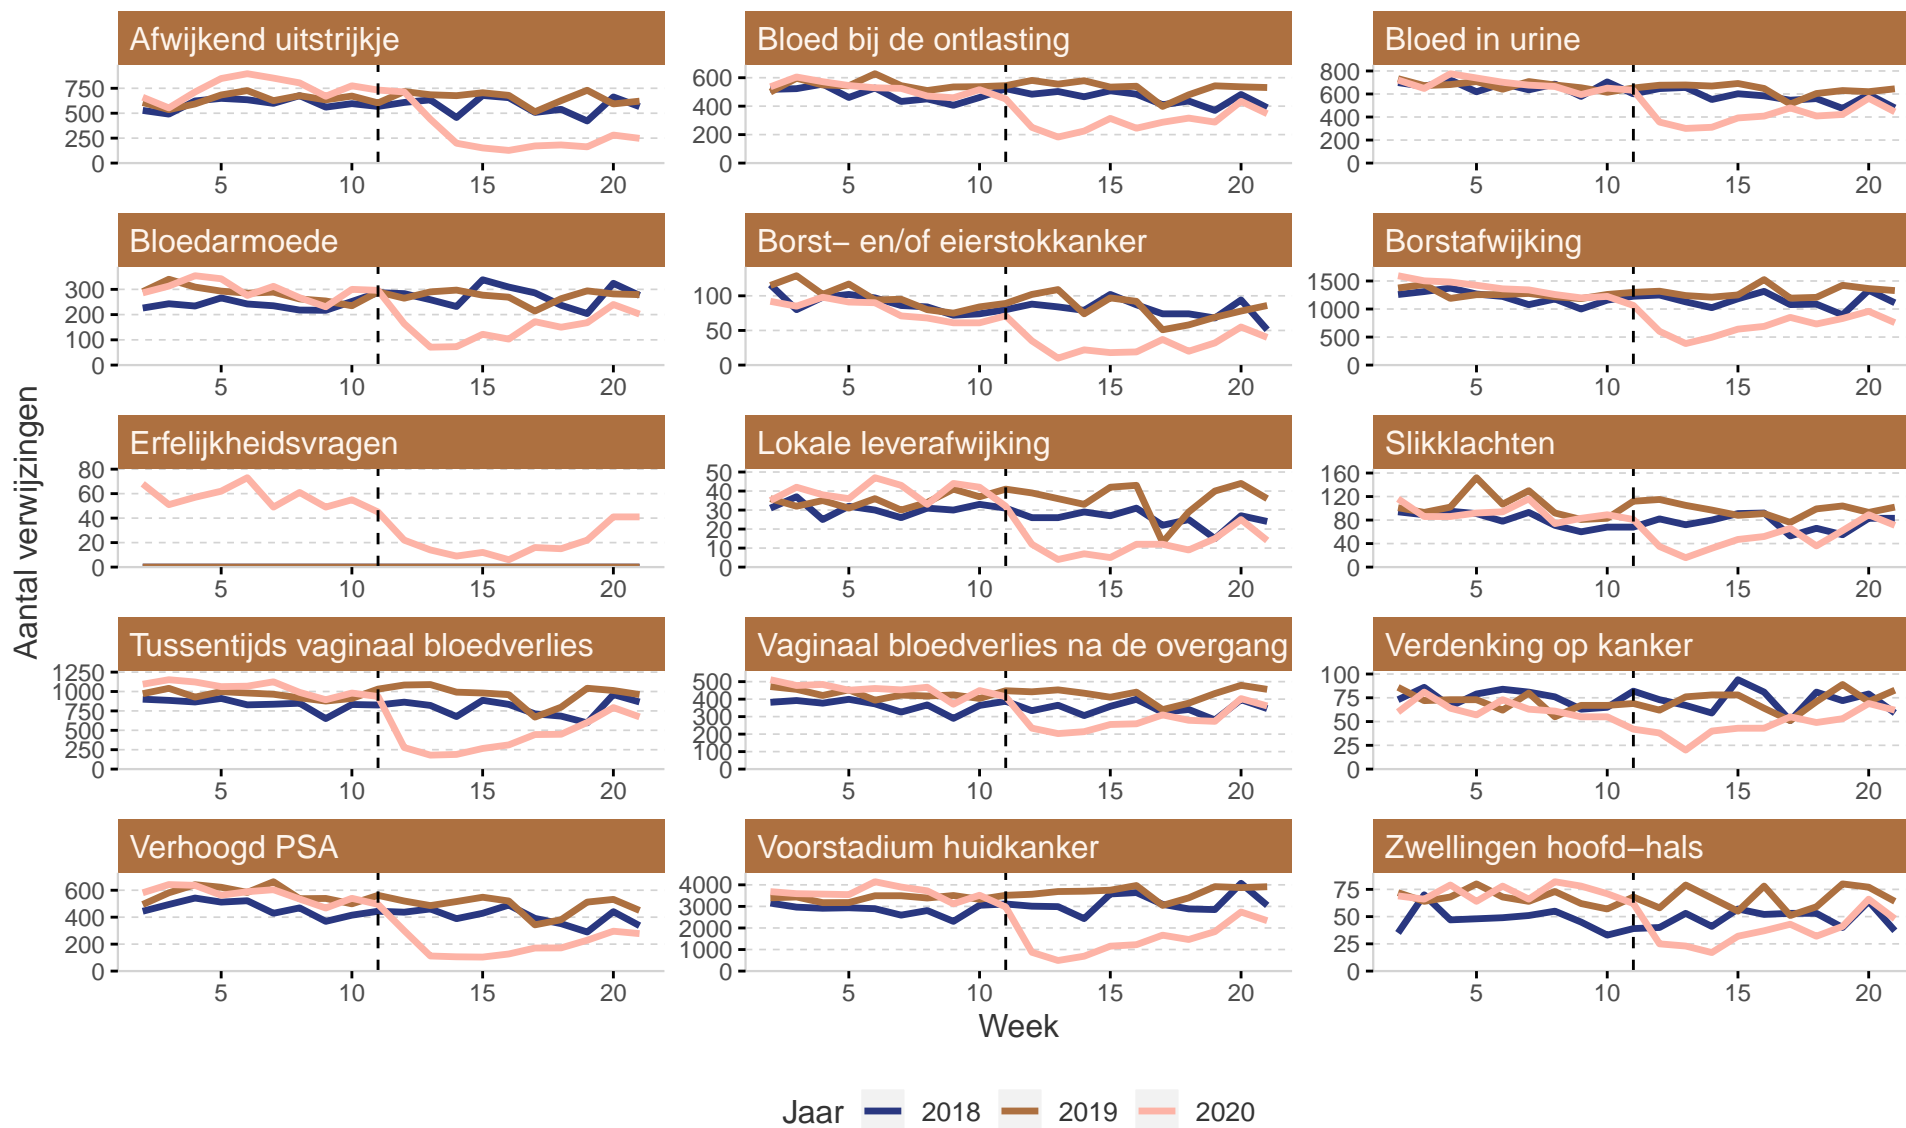 Afwijkend uitstrijkje
Bloed bij de ontlasting
Bloed in urine
750
500
250
0
5 10 15 20
600
400
200
0
5 10 15 20
800
600
400
200
0
5 10 15 20
Bloedarmoede
Borst− en/of eierstokkanker
Borstafwijking
300
200
100
0
5 10 15 20
100
50
0
5 10 15 20
1500
1000
500
0
5 10 15 20
Erfelijkheidsvragen
Lokale leverafwijking
Slikklachten
80
60
40
20
0
5 10 15 20
50
40
30
20
10
0
5 10 15 20
160
120
80
40
0
5 10 15 20
Tussentijds vaginaal bloedverlies
Vaginaal bloedverlies na de overgang
Verdenking op kanker
1250
1000
750
500
250
0
5 10 15 20
500
400
300
200
100
0
5 10 15 20
100
75
50
25
0
5 10 15 20
Verhoogd PSA
Voorstadium huidkanker
Zwellingen hoofd−hals
600
400
200
0
5 10 15 20
4000
3000
2000
1000
0
5 10 15 20
75
50
25
0
5 10 15 20
Aantal verwijzingen
Week
Jaar 2018 2019 2020